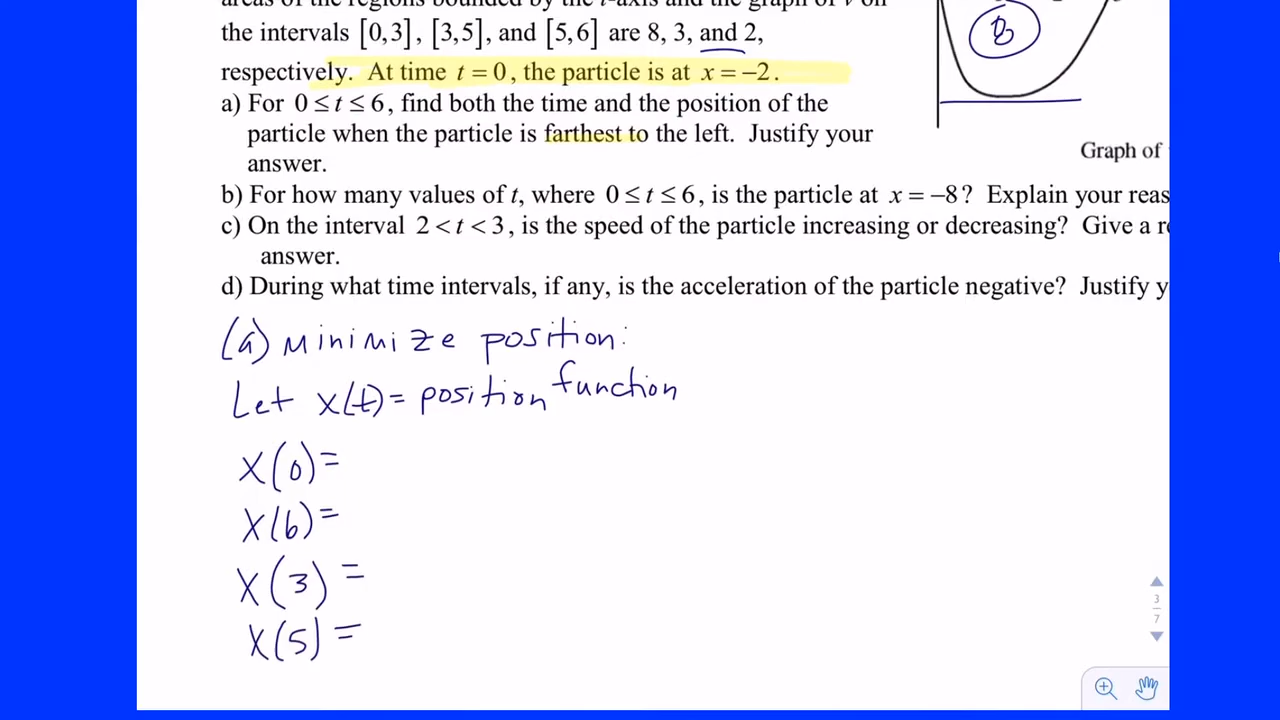 areas of the regions bounded by the t-axis and the graph of v on
the intervals [0,3], [3,5], and [5,6] are 8, 3, and 2,
respectively. At time t = 0, the particle is at x = −2.
a) For 0 ≤ t ≤ 6, find both the time and the position of the
particle when the particle is farthest to the left. Justify your
answer.
8
Graph of
b) For how many values of t, where 0 ≤ t ≤ 6, is the particle at x = −8? Explain your reas
c) On the interval 2 < t < 3, is the speed of the particle increasing or decreasing? Give a re
answer.
d) During what time intervals, if any, is the acceleration of the particle negative? Justify y
(a) minimize position:
Let x(t) = position function
X(0)=
X(6)=
X(3)=
X(5)=
3
7